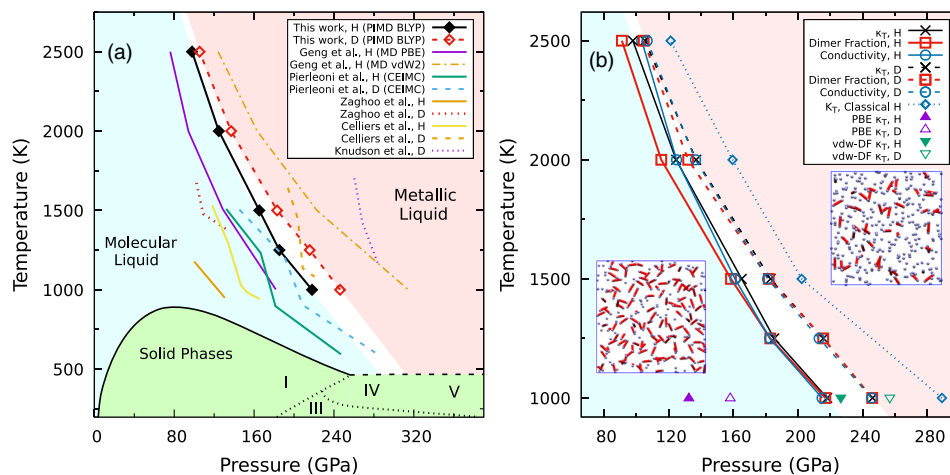 (a)
This work, H (PIMD BLYP)
This work, D (PIMD BLYP)
Geng et al., H (MD PBE)
Geng et al., H (MD vdW2)
Pierleoni et al., H (CEIMC)
Pierleoni et al., D (CEIMC)
Zaghoo et al., H
Zaghoo et al., D
Celliers et al., H
Celliers et al., D
Knudson et al., D
2500
2000
1500
1000
500
Temperature (K)
Metallic
Liquid
Molecular
Liquid
Solid Phases
I
IV
V
III
0
80
160
240
320
Pressure (GPa)
(b)
κT, H
Dimer Fraction, H
Conductivity, H
κT, D
Dimer Fraction, D
Conductivity, D
κT, Classical H
PBE κT, H
PBE κT, D
vdw-DF κT, H
vdw-DF κT, D
2500
2000
1500
1000
Temperature (K)
80
120
160
200
240
280
Pressure (GPa)